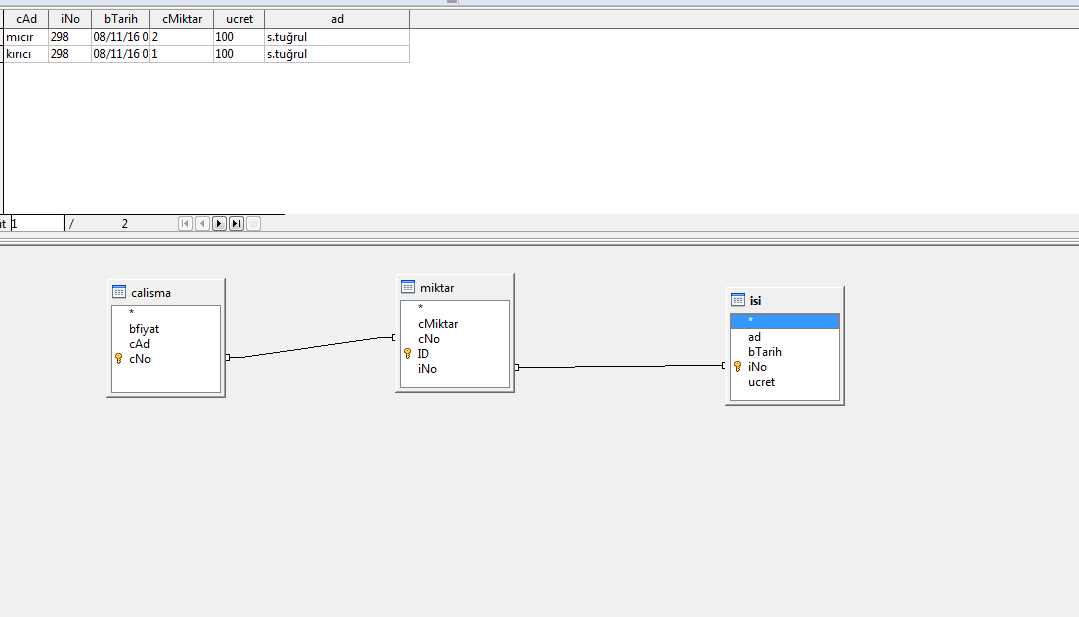 cAd iNo bTarih cMiktar ucret ad
mıcır 298 08/11/16 0 2 100 s.tuğrul
kırıcı 298 08/11/16 0 1 100 s.tuğrul
1 / 2
calisma
*
bfiyat
cAd
cNo
miktar
*
cMiktar
cNo
ID
iNo
isi
*
ad
bTarih
iNo
ucret